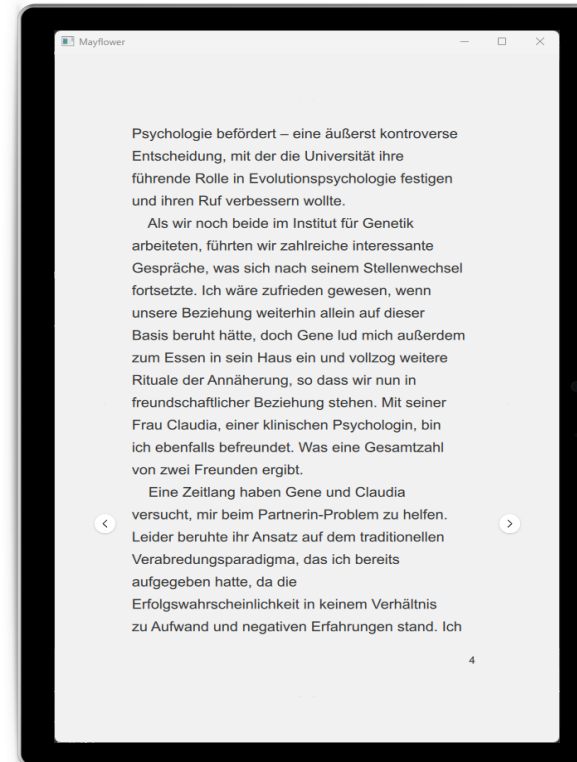 Mayflower
Psychologie befördert – eine äußerst kontroverse
Entscheidung, mit der die Universität ihre
führende Rolle in Evolutionspsychologie festigen
und ihren Ruf verbessern wollte.
Als wir noch beide im Institut für Genetik
arbeiteten, führten wir zahlreiche interessante
Gespräche, was sich nach seinem Stellenwechsel
fortsetzte. Ich wäre zufrieden gewesen, wenn
unsere Beziehung weiterhin allein auf dieser
Basis beruht hätte, doch Gene lud mich außerdem
zum Essen in sein Haus ein und vollzog weitere
Rituale der Annäherung, so dass wir nun in
freundschaftlicher Beziehung stehen. Mit seiner
Frau Claudia, einer klinischen Psychologin, bin
ich ebenfalls befreundet. Was eine Gesamtzahl
von zwei Freunden ergibt.
Eine Zeitlang haben Gene und Claudia
versucht, mir beim Partnerin-Problem zu helfen.
Leider beruhte ihr Ansatz auf dem traditionellen
Verabredungsparadigma, das ich bereits
aufgegeben hatte, da die
Erfolgswahrscheinlichkeit in keinem Verhältnis
zu Aufwand und negativen Erfahrungen stand. Ich
4